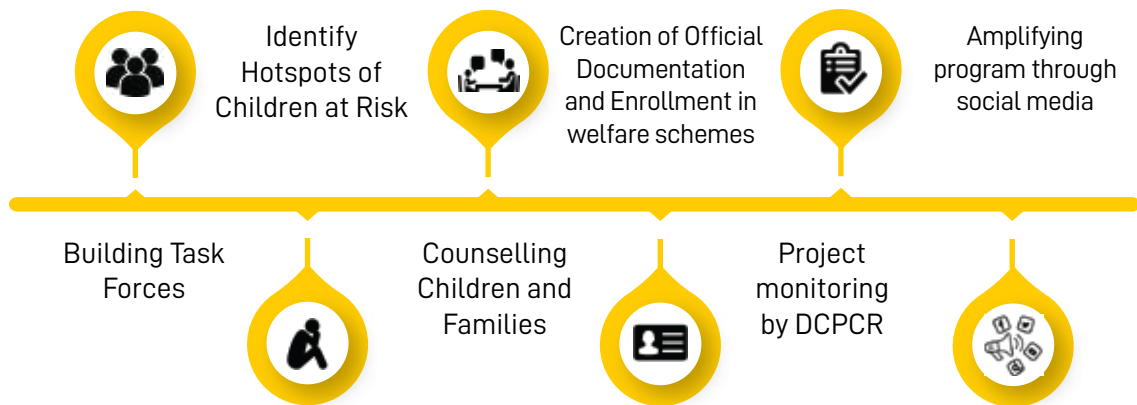 Building Task
Forces
Identify
Hotspots of
Children at Risk
Counselling
Children and
Families
Creation of Official
Documentation
and Enrollment in
welfare schemes
Project
monitoring
by DCPCR
Amplifying
program through
social media